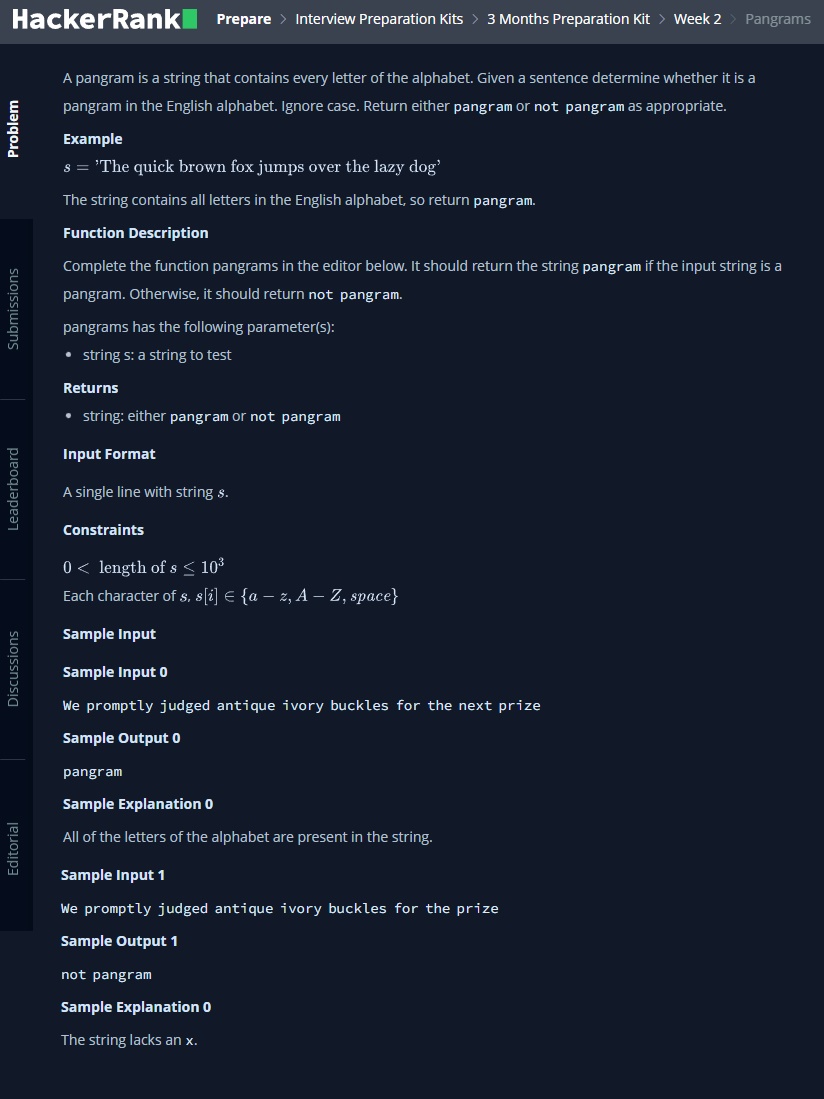 HackerRank Prepare > Interview Preparation Kits > 3 Months Preparation Kit > Week 2 > Pangrams
Problem
Submissions
Leaderboard
Discussions
Editorial
A pangram is a string that contains every letter of the alphabet. Given a sentence determine whether it is a
pangram in the English alphabet. Ignore case. Return either pangram or not pangram as appropriate.
Example
s = 'The quick brown fox jumps over the lazy dog'
The string contains all letters in the English alphabet, so return pangram.
Function Description
Complete the function pangrams in the editor below. It should return the string pangram if the input string is a
pangram. Otherwise, it should return not pangram.
pangrams has the following parameter(s):
• string s: a string to test
Returns
• string: either pangram or not pangram
Input Format
A single line with string s.
Constraints
0 < length of s ≤ 10³
Each character of s, s[i] ∈ {a − z, A − Z, space}
Sample Input
Sample Input 0
We promptly judged antique ivory buckles for the next prize
Sample Output 0
pangram
Sample Explanation 0
All of the letters of the alphabet are present in the string.
Sample Input 1
We promptly judged antique ivory buckles for the prize
Sample Output 1
not pangram
Sample Explanation 0
The string lacks an x.